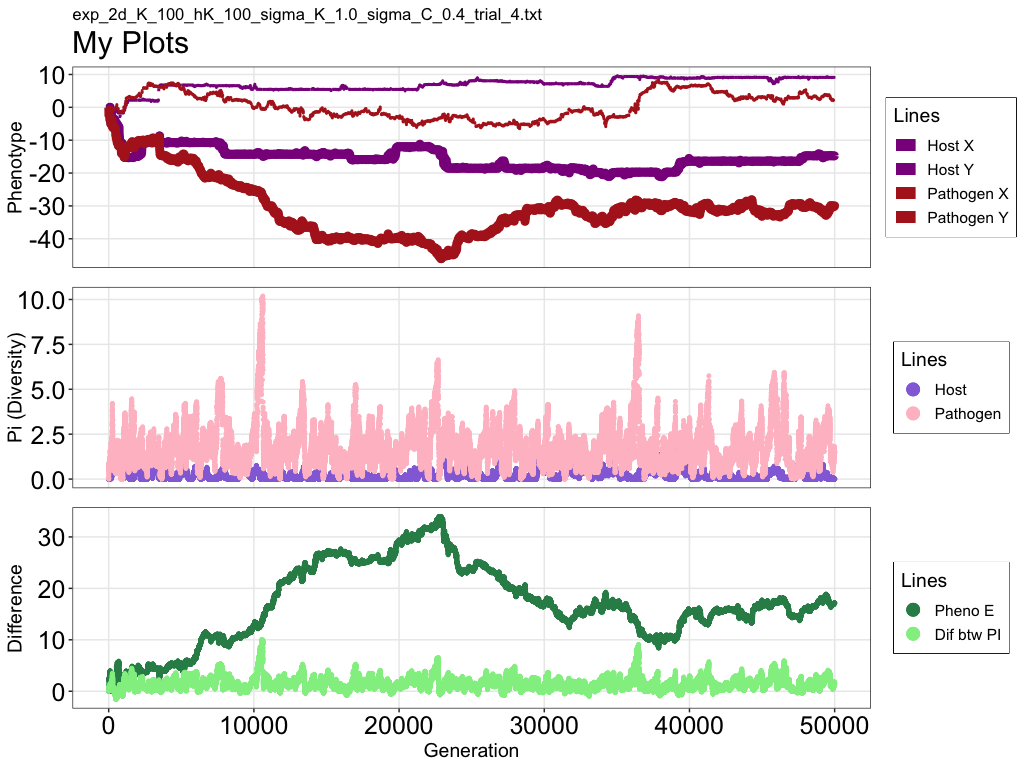 exp_2d_K_100_hK_100_sigma_K_1.0_sigma_C_0.4_trial_4.txt
My Plots
Phenotype
10
0
-10
-20
-30
-40
Lines
Host X
Host Y
Pathogen X
Pathogen Y
Pi (Diversity)
10.0
7.5
5.0
2.5
0.0
Lines
Host
Pathogen
Difference
30
20
10
0
Lines
Pheno E
Dif btw PI
0 10000 20000 30000 40000 50000
Generation